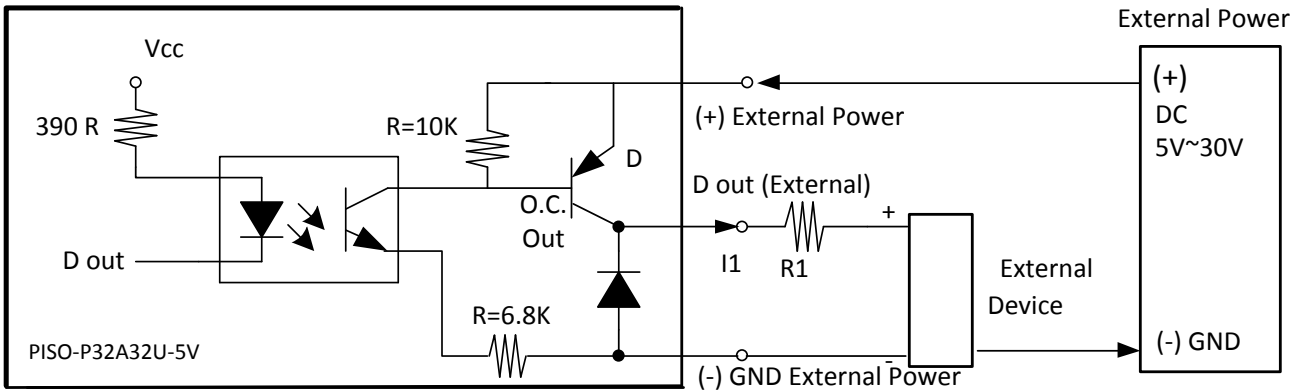 External Power
Vcc
(+)
DC
5V~30V
(+) External Power
390 R
R=10K
D
D out (External)
+
O.C.
Out
D out
I1
R1
External
Device
R=6.8K
PISO-P32A32U-5V
-
(-) GND
(-) GND External Power